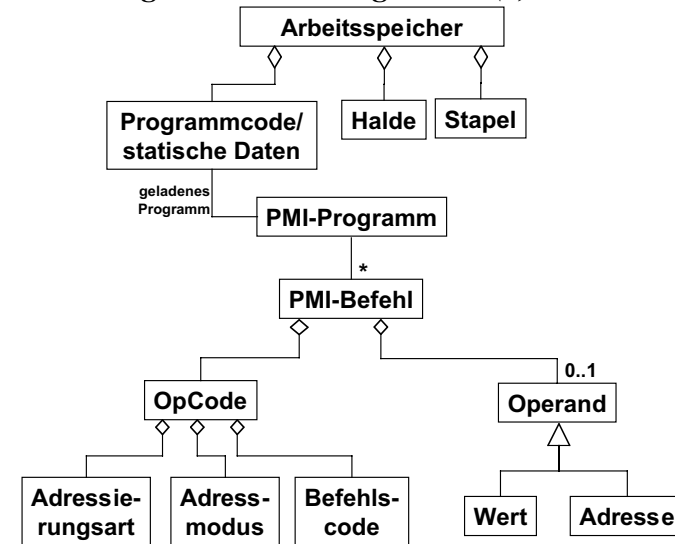 Arbeitsspeicher
Programmcode/
statische Daten
Halde
Stapel
geladenes
Programm
PMI-Programm
*
PMI-Befehl
0..1
OpCode
Operand
Adressie-
rungsart
Adress-
modus
Befehls-
code
Wert
Adresse